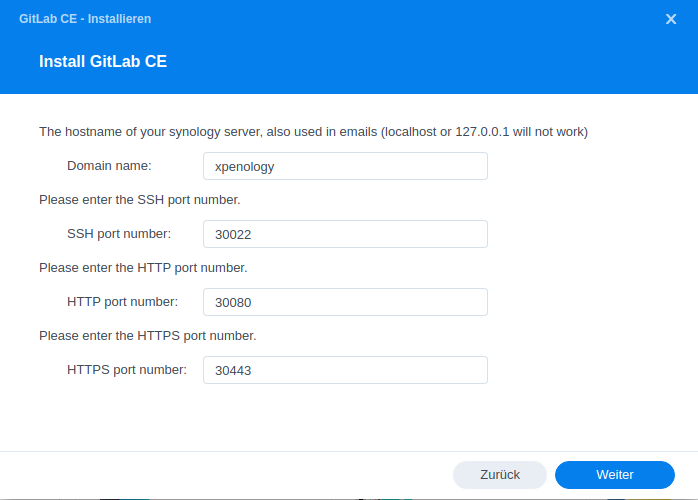 GitLab CE - Installieren
Install GitLab CE
The hostname of your synology server, also used in emails (localhost or 127.0.0.1 will not work)
Domain name: xpenology
Please enter the SSH port number.
SSH port number: 30022
Please enter the HTTP port number.
HTTP port number: 30080
Please enter the HTTPS port number.
HTTPS port number: 30443
Zurück Weiter